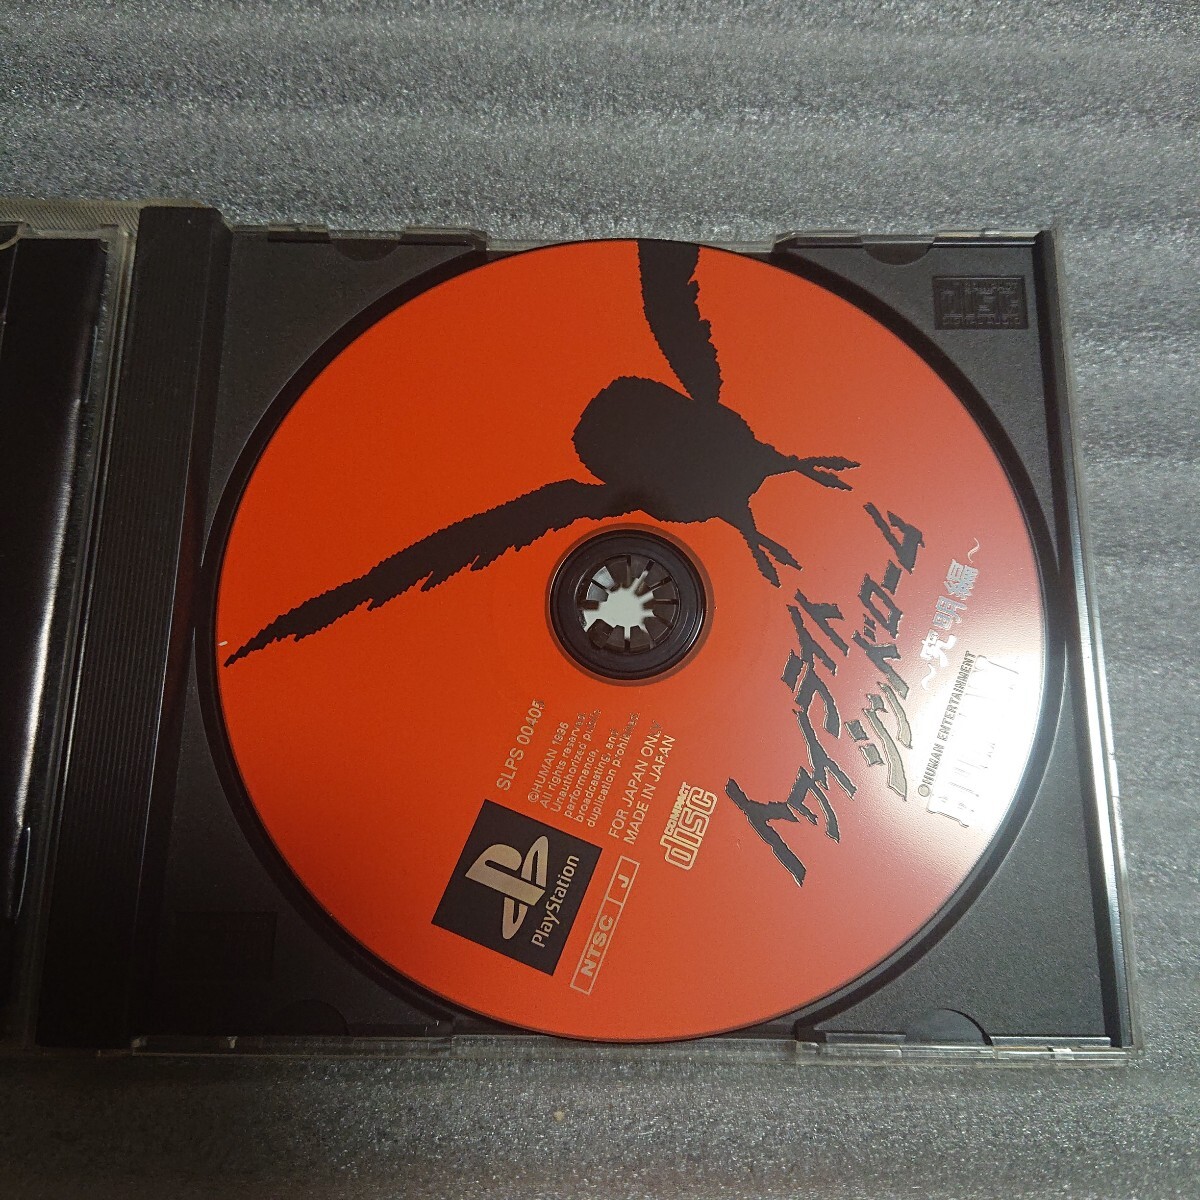 トワイライト
シンドローム
～究明編～
©HUMAN ENTERTAINMENT
SLPS 00405
©HUMAN 1996
All rights reserved.
Unauthorized public
performance,
broadcasting, and
duplication prohibited.
FOR JAPAN ONLY
MADE IN JAPAN
COMPACT
disc
PlayStation
NTSC J